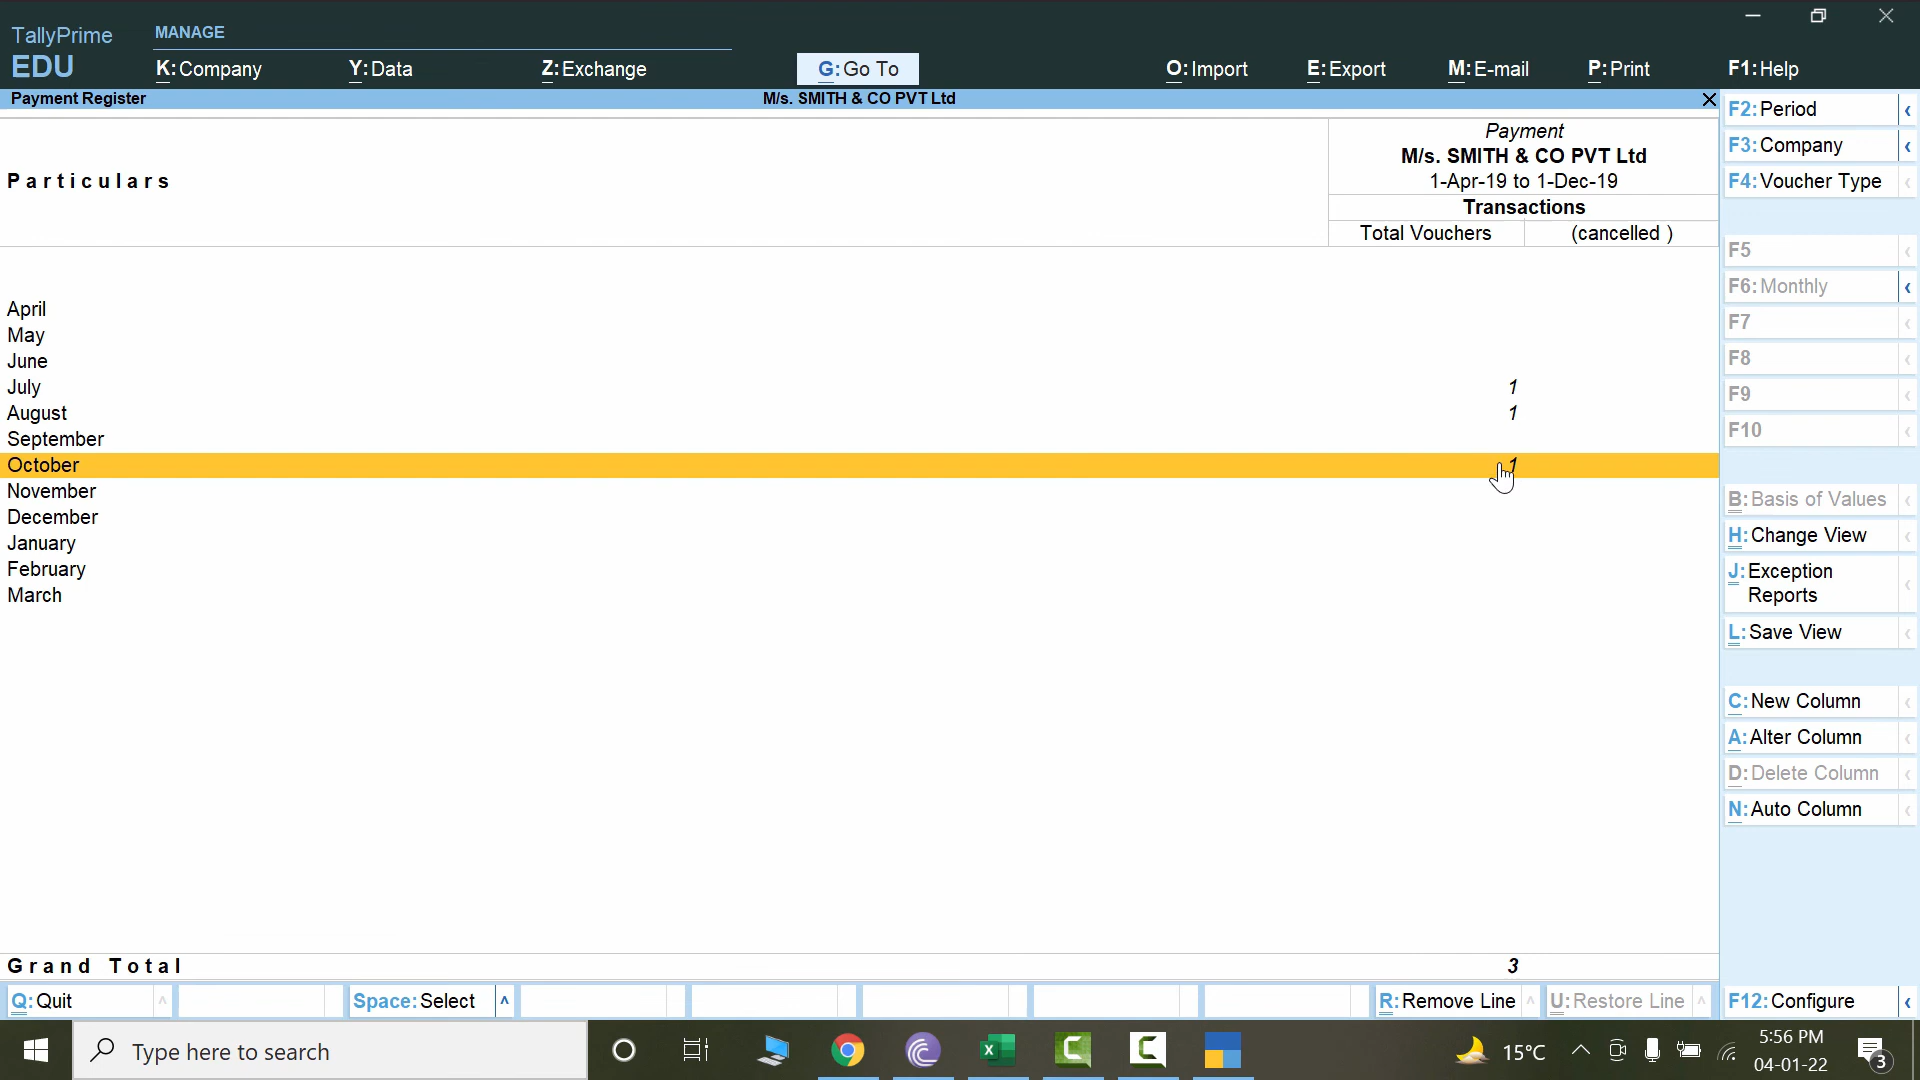 TallyPrime
EDU
MANAGE
K:Company Y:Data Z:Exchange G:Go To O:Import E:Export M:E-mail P:Print F1:Help
Payment Register M/s. SMITH & CO PVT Ltd
Particulars
Payment
M/s. SMITH & CO PVT Ltd
1-Apr-19 to 1-Dec-19
Transactions
Total Vouchers (cancelled )
April
May
June
July 1
August 1
September
October 1
November
December
January
February
March
Grand Total 3
F2:Period
F3:Company
F4:Voucher Type
F5
F6:Monthly
F7
F8
F9
F10
B:Basis of Values
H:Change View
J:Exception
Reports
L:Save View
C:New Column
A:Alter Column
D:Delete Column
N:Auto Column
Q:Quit Space:Select R:Remove Line U:Restore Line F12:Configure
Type here to search 15°C 5:56 PM
04-01-22 3